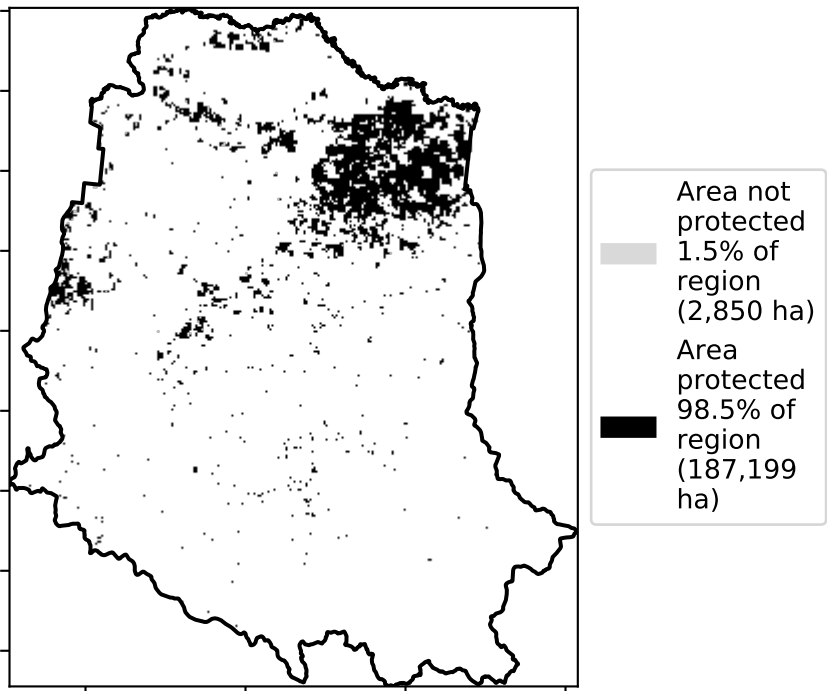 Area not
protected
1.5% of
region
(2,850 ha)
Area
protected
98.5% of
region
(187,199
ha)